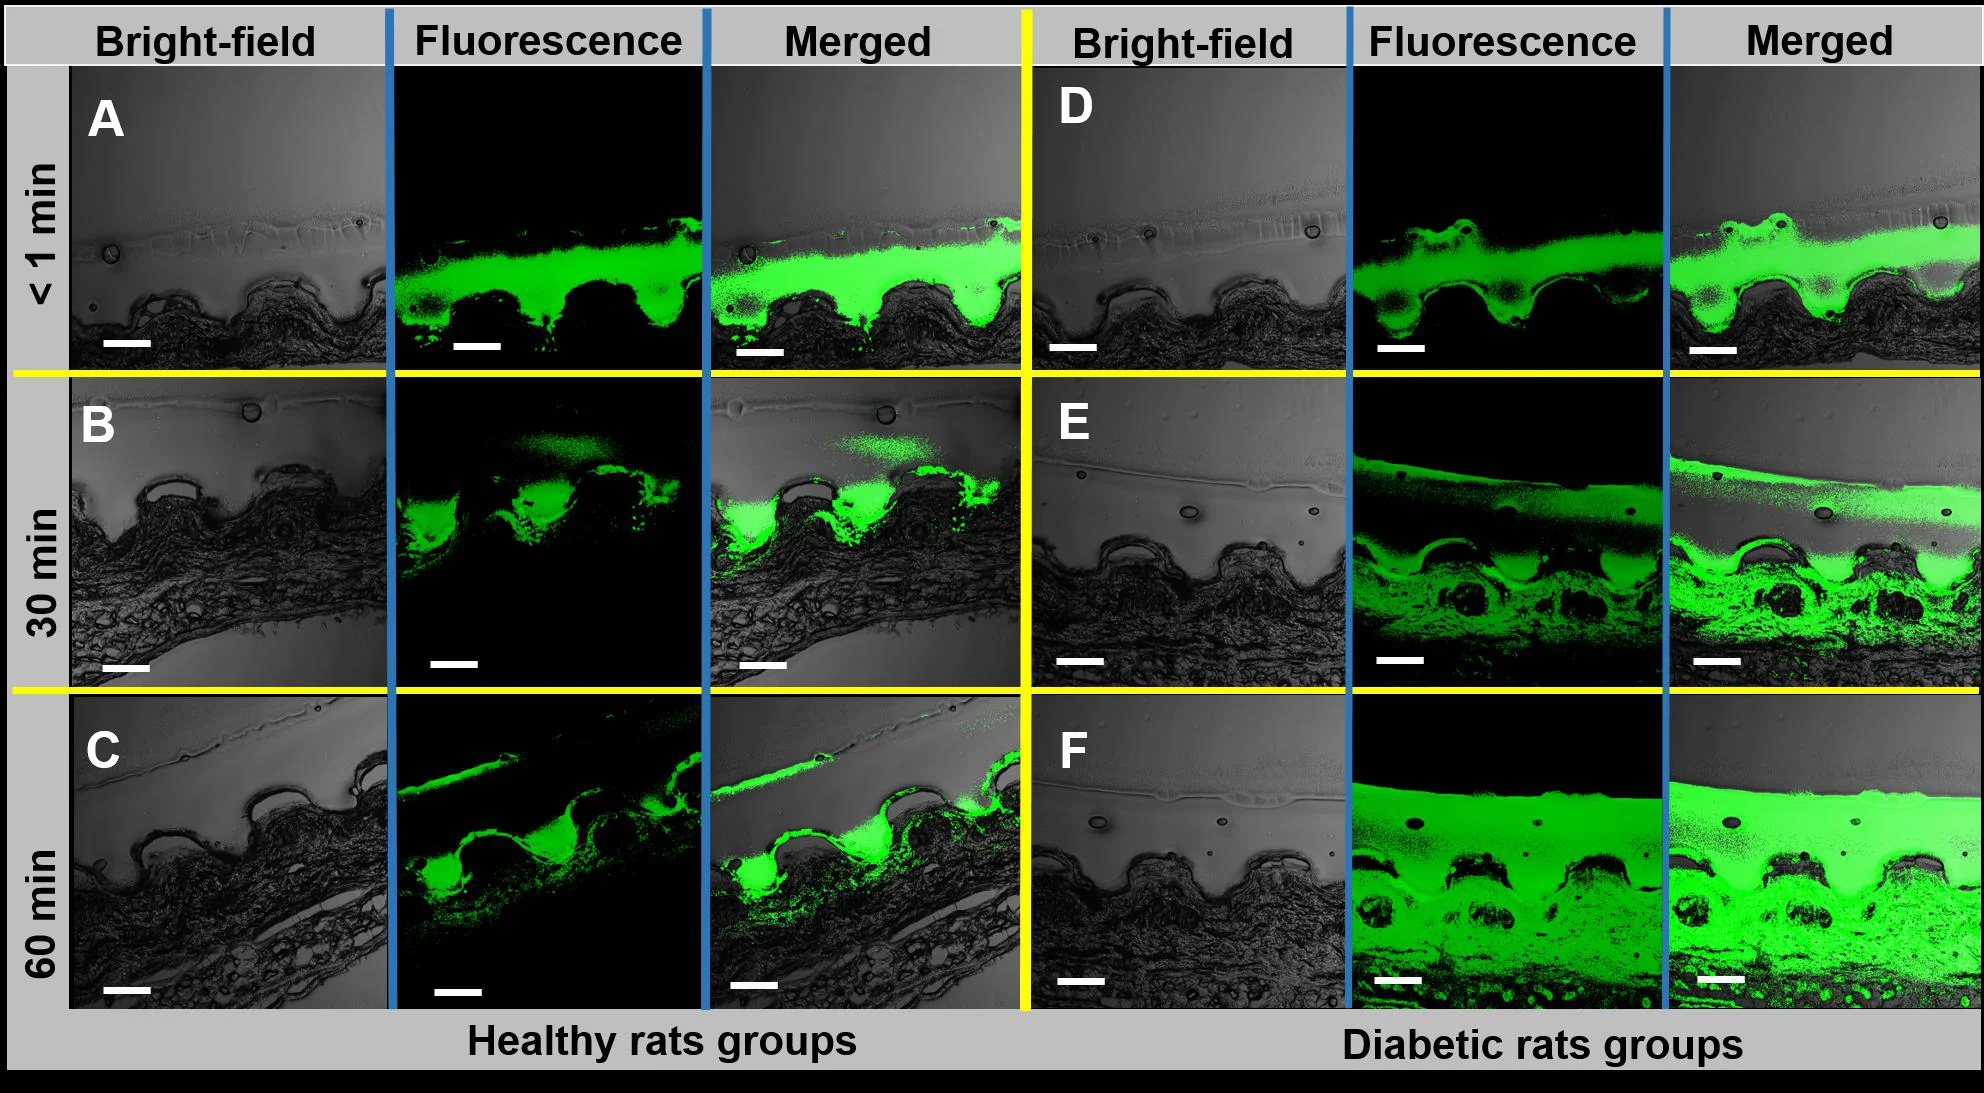 Bright-field Fluorescence Merged Bright-field Fluorescence Merged
< 1 min
A
D
30 min
B
E
60 min
C
F
Healthy rats groups Diabetic rats groups